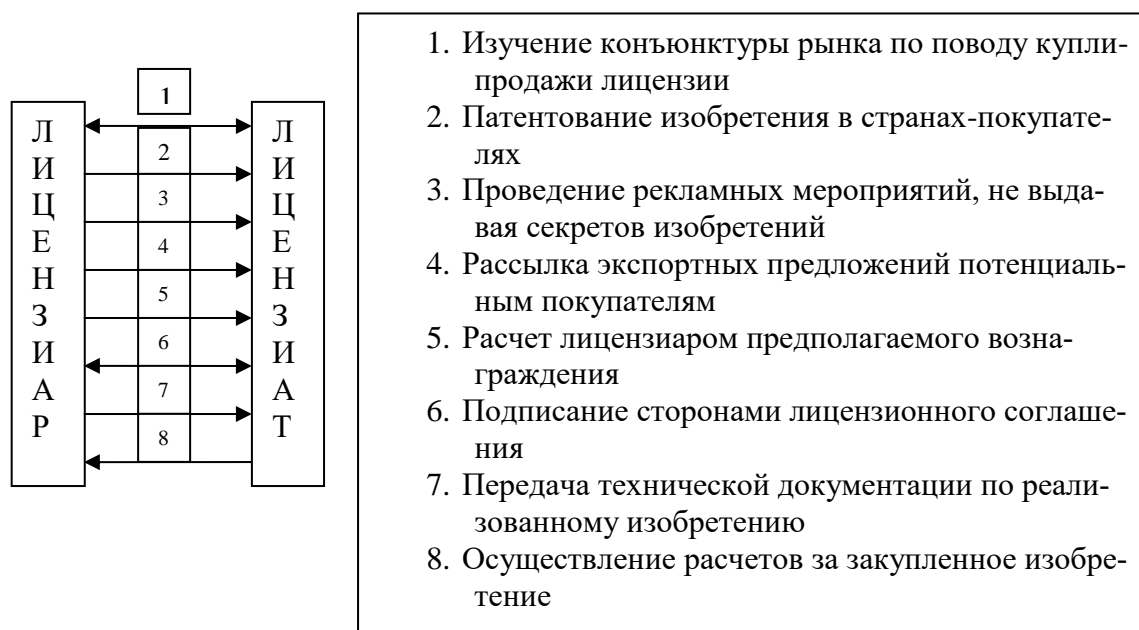 ЛИЦЕНЗИАР
1
2
3
4
5
6
7
8
ЛИЦЕНЗИАТ
1. Изучение конъюнктуры рынка по поводу купли-
продажи лицензии
2. Патентование изобретения в странах-покупате-
лях
3. Проведение рекламных мероприятий, не выда-
вая секретов изобретений
4. Рассылка экспортных предложений потенциаль-
ным покупателям
5. Расчет лицензиаром предполагаемого возна-
граждения
6. Подписание сторонами лицензионного соглаше-
ния
7. Передача технической документации по реали-
зованному изобретению
8. Осуществление расчетов за закупленное изобре-
тение